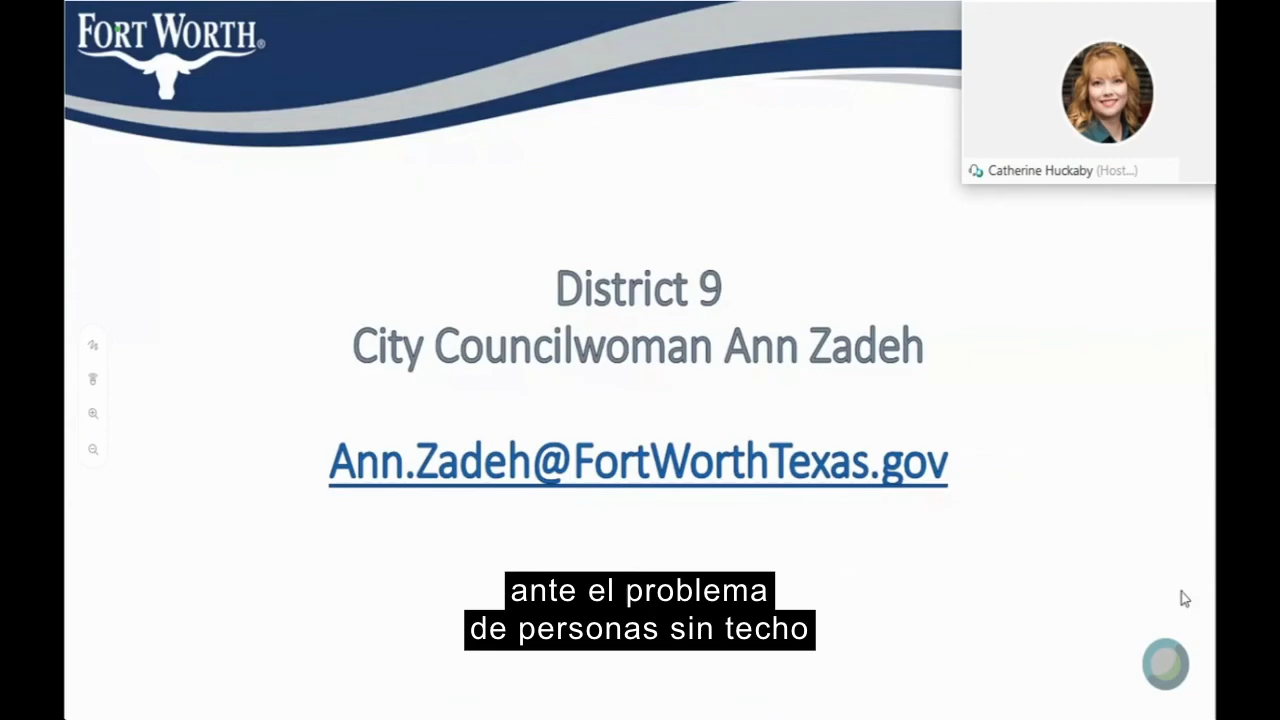 FORT WORTH®
Catherine Huckaby (Host...)
District 9
City Councilwoman Ann Zadeh
Ann.Zadeh@FortWorthTexas.gov
ante el problema
de personas sin techo